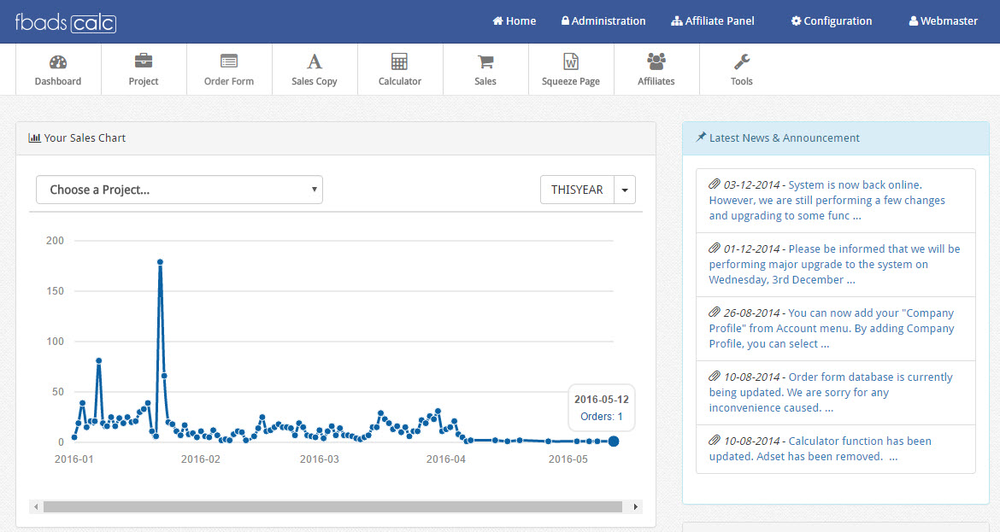 fbads calc
Home Administration Affiliate Panel Configuration Webmaster
Dashboard Project Order Form Sales Copy Calculator Sales Squeeze Page Affiliates Tools
Your Sales Chart
Choose a Project...
THISYEAR
200
150
100
50
0
2016-05-12
Orders: 1
2016-01 2016-02 2016-03 2016-04 2016-05
Latest News & Announcement
03-12-2014 - System is now back online.
However, we are still performing a few changes
and upgrading to some func ...
01-12-2014 - Please be informed that we will be
performing major upgrade to the system on
Wednesday, 3rd December ...
26-08-2014 - You can now add your "Company
Profile" from Account menu. By adding Company
Profile, you can select ...
10-08-2014 - Order form database is currently
being updated. We are sorry for any
inconvenience caused. ...
10-08-2014 - Calculator function has been
updated. Adset has been removed. ...